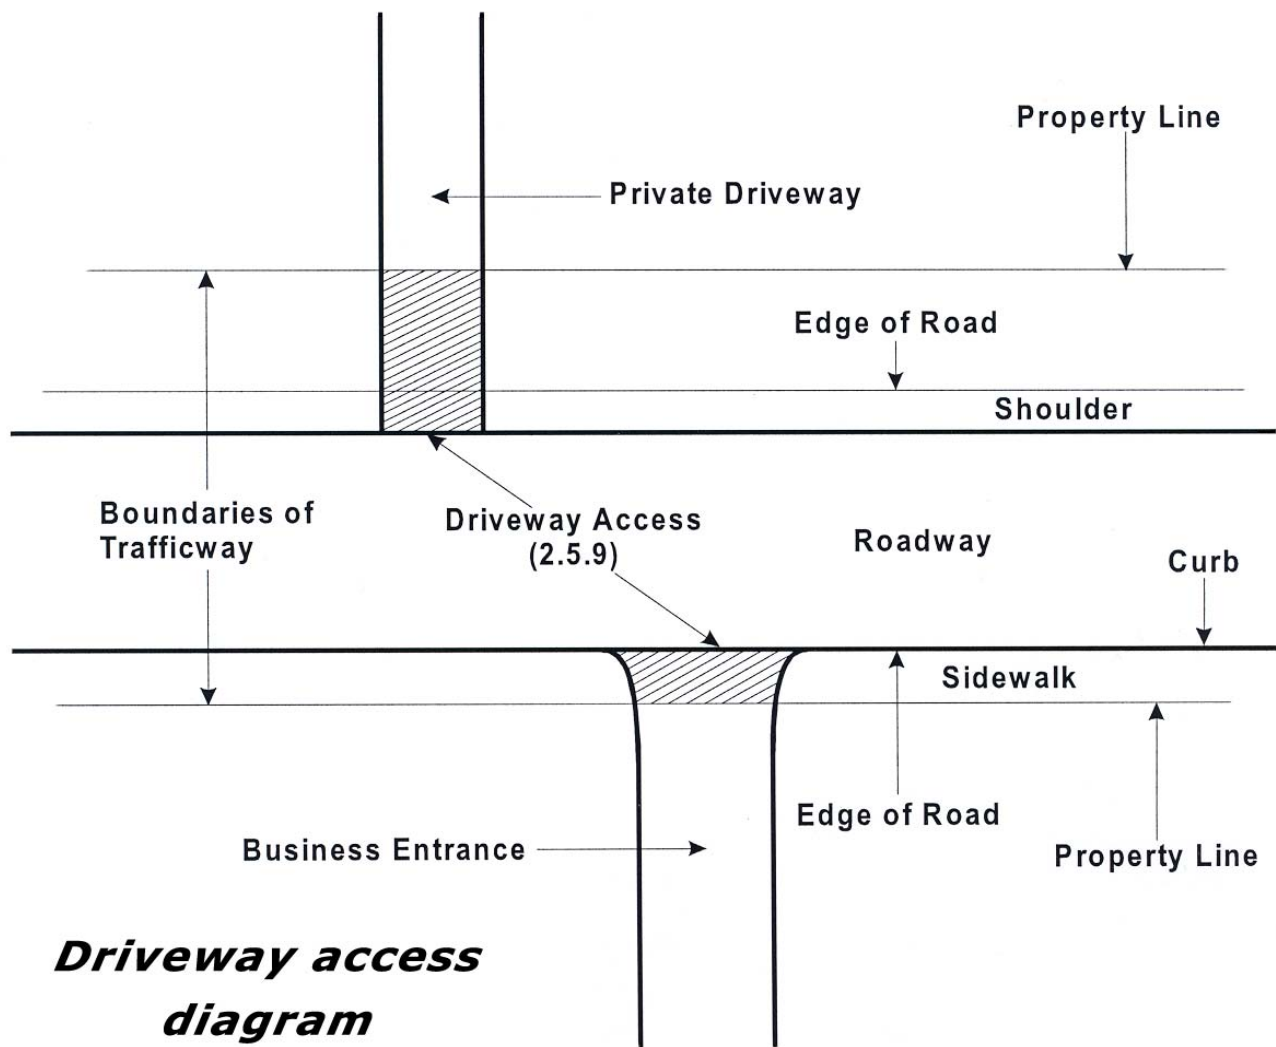 Property Line
Private Driveway
Edge of Road
Shoulder
Boundaries of
Trafficway
Driveway Access
(2.5.9)
Roadway
Curb
Sidewalk
Edge of Road
Business Entrance
Property Line
Driveway access
diagram